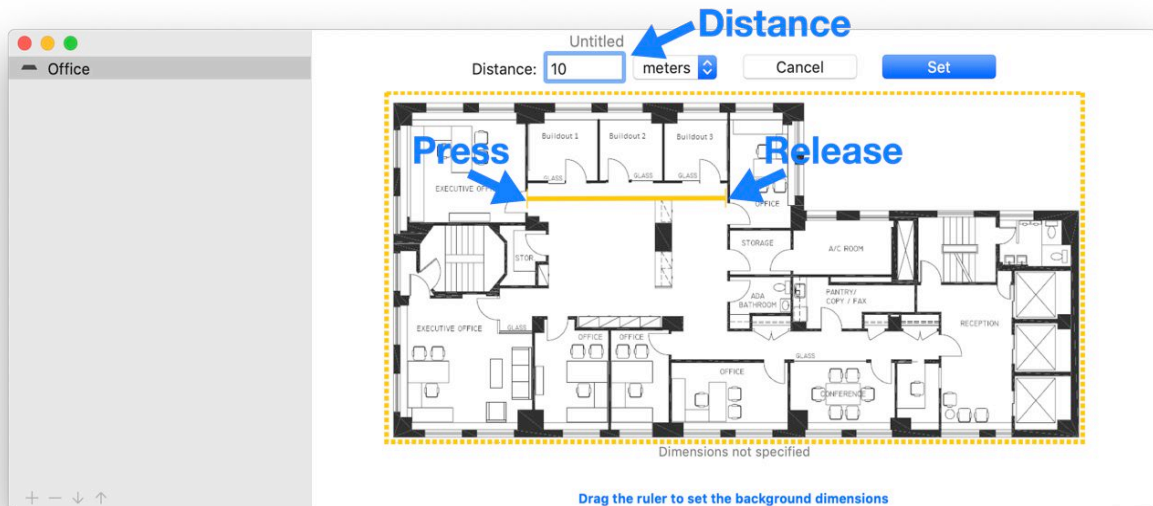 Distance
Untitled
Office
Distance: 10 meters Cancel Set
Buildout 1 Buildout 2 Buildout 3
Press Release
GLASS GLASS GLASS
EXECUTIVE OFFI
OFFICE
STORAGE
A/C ROOM
STOR
ADA
BATHROOM
PANTRY/
COPY / FAX
EXECUTIVE OFFICE
GLASS
OFFICE OFFICE
RECEPTION
GLASS
OFFICE
CONFERENCE
Dimensions not specified
Drag the ruler to set the background dimensions